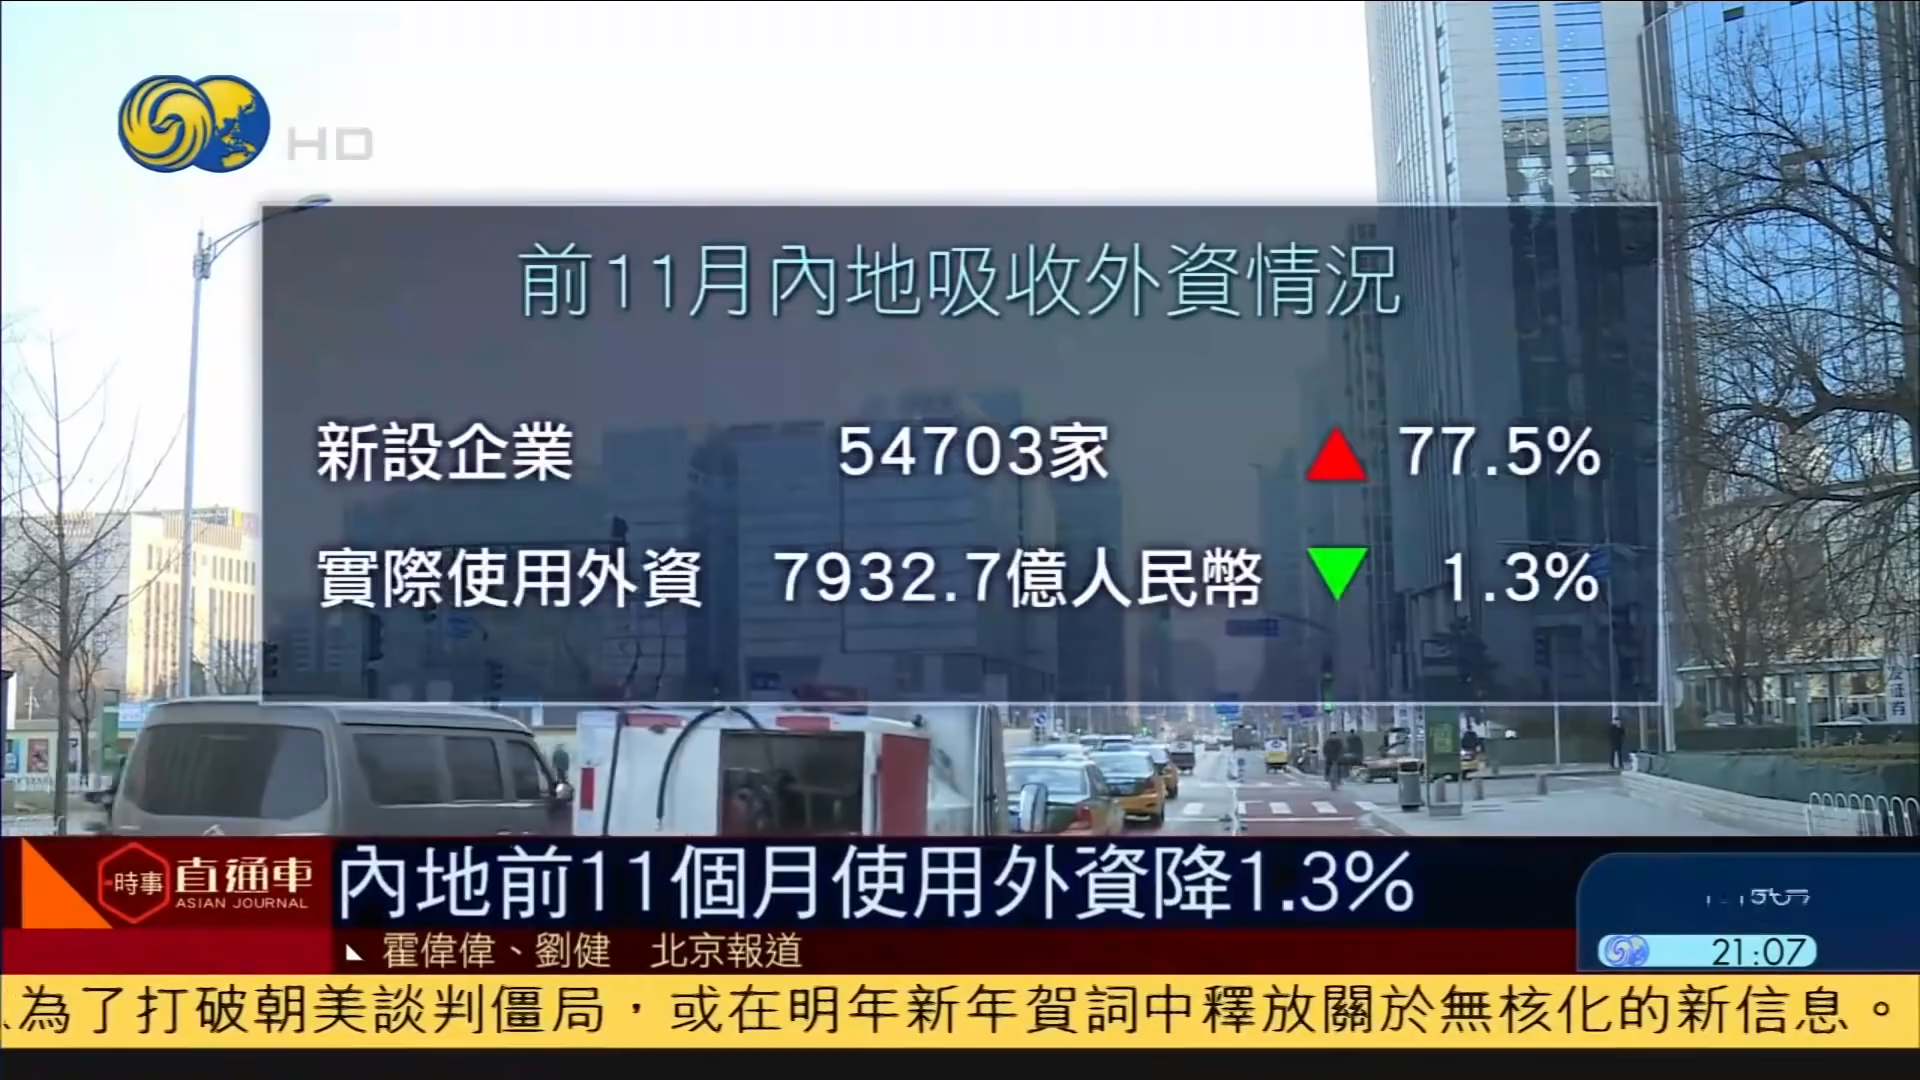 HD
前11月內地吸收外資情況
新設企業 54703家 ▲ 77.5%
實際使用外資 7932.7億人民幣 ▼ 1.3%
時事 直通車 內地前11個月使用外資降1.3%
ASIAN JOURNAL
霍偉偉、劉健 北京報道
21:07
為了打破朝美談判僵局，或在明年新年賀詞中釋放關於無核化的新信息。